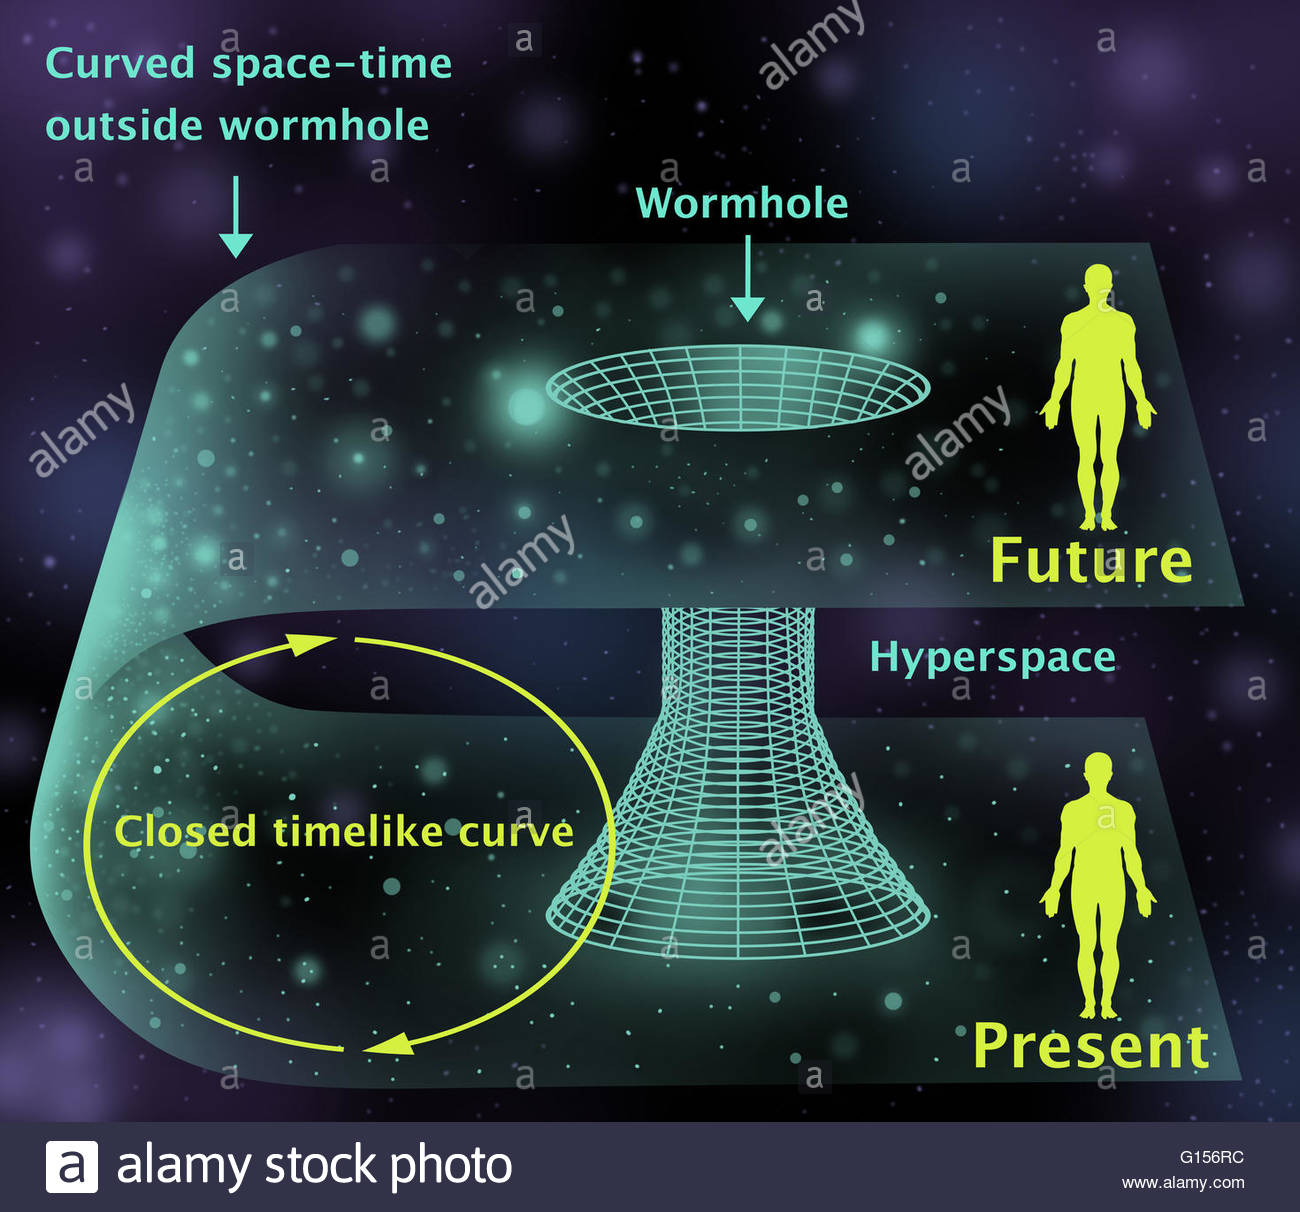 Curved space-time
outside wormhole
Wormhole
Future
Hyperspace
Closed timelike curve
Present
alamy
alamy
alamy
alamy
alamy
a alamy stock photo
G156RC
www.alamy.com